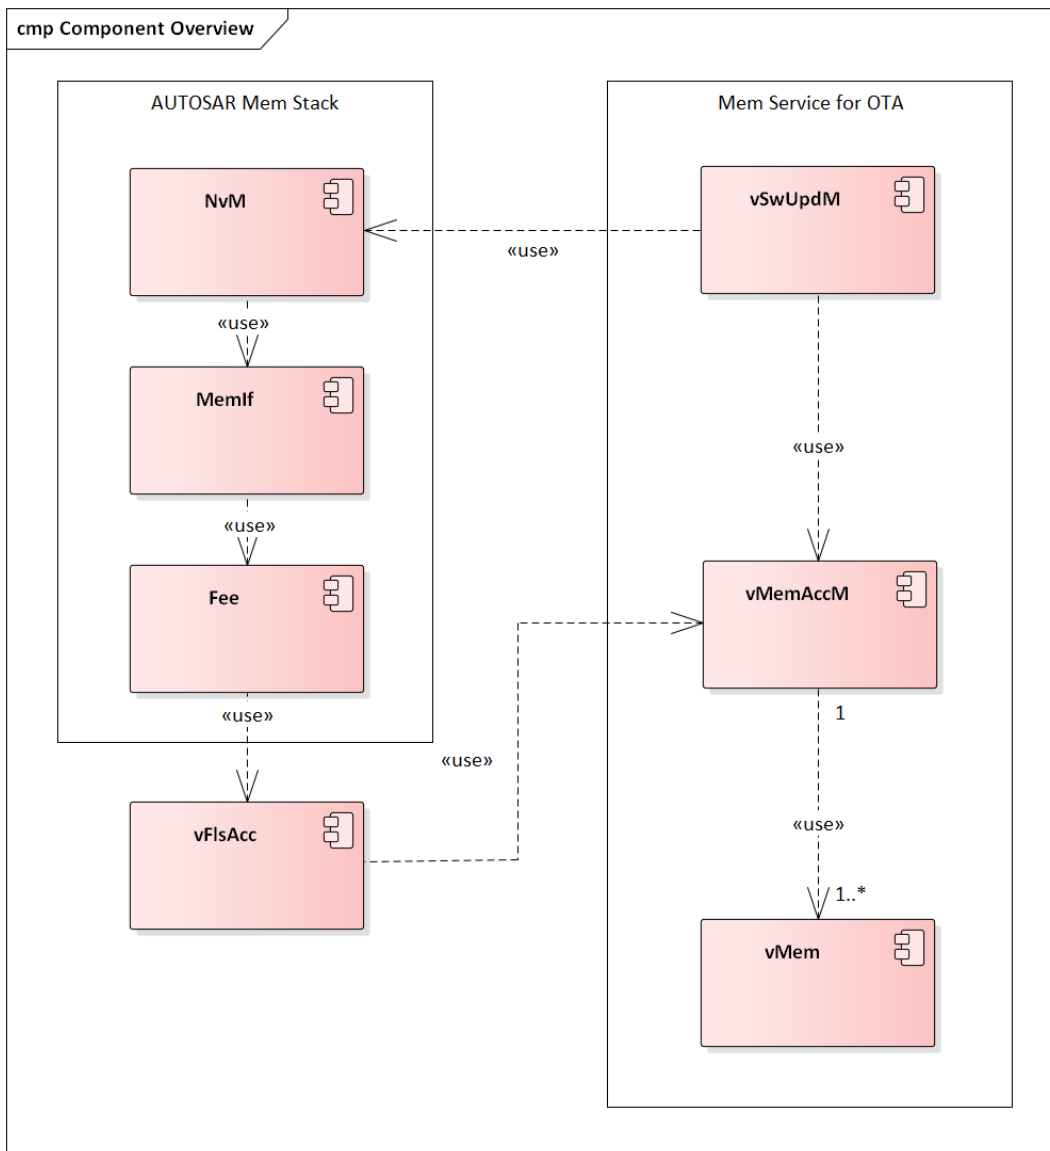 cmp Component Overview
AUTOSAR Mem Stack
Mem Service for OTA
NvM
vSwUpdM
«use»
«use»
MemIf
«use»
«use»
Fee
vMemAccM
«use»
1
«use»
vFlsAcc
«use»
1..*
vMem